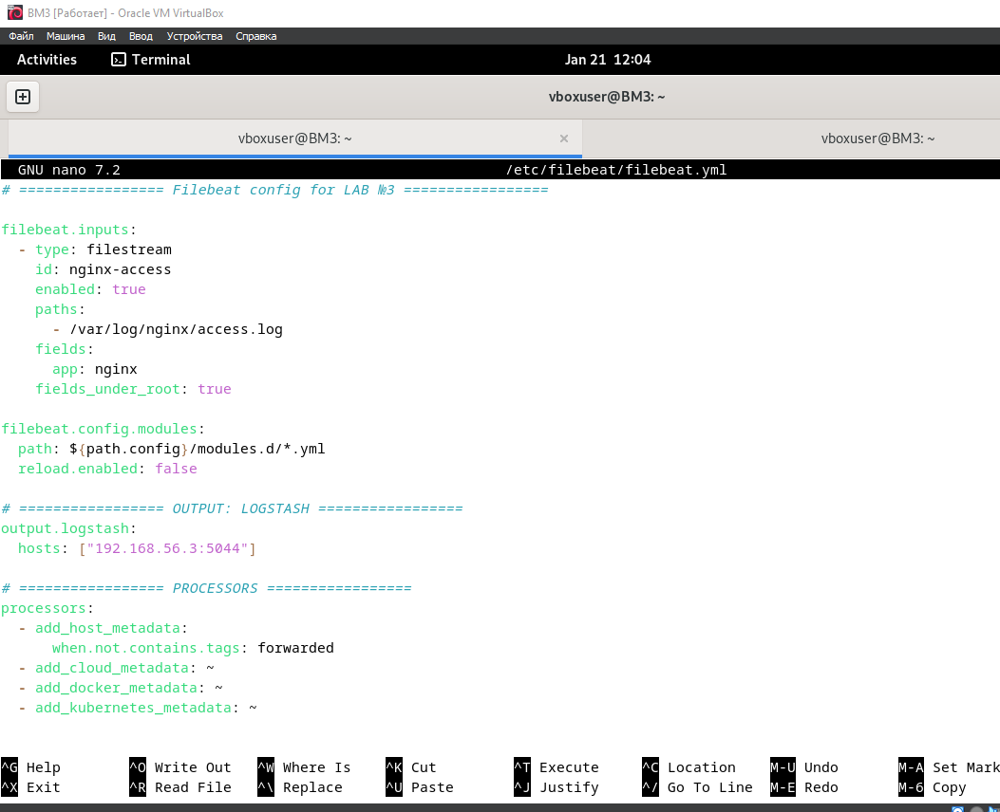 ВМ3 [Работает] - Oracle VM VirtualBox
Файл Машина Вид Ввод Устройства Справка
Activities Terminal Jan 21 12:04
vboxuser@BM3: ~
vboxuser@BM3: ~ × vboxuser@BM3: ~
GNU nano 7.2 /etc/filebeat/filebeat.yml
# ================= Filebeat config for LAB №3 =================
filebeat.inputs:
- type: filestream
id: nginx-access
enabled: true
paths:
- /var/log/nginx/access.log
fields:
app: nginx
fields_under_root: true
filebeat.config.modules:
path: ${path.config}/modules.d/*.yml
reload.enabled: false
# ================= OUTPUT: LOGSTASH =================
output.logstash:
hosts: ["192.168.56.3:5044"]
# ================= PROCESSORS =================
processors:
- add_host_metadata:
when.not.contains.tags: forwarded
- add_cloud_metadata: ~
- add_docker_metadata: ~
- add_kubernetes_metadata: ~
^G Help ^O Write Out ^W Where Is ^K Cut ^T Execute ^C Location M-U Undo M-A Set Mark
^X Exit ^R Read File ^\ Replace ^U Paste ^J Justify ^/ Go To Line M-E Redo M-6 Copy